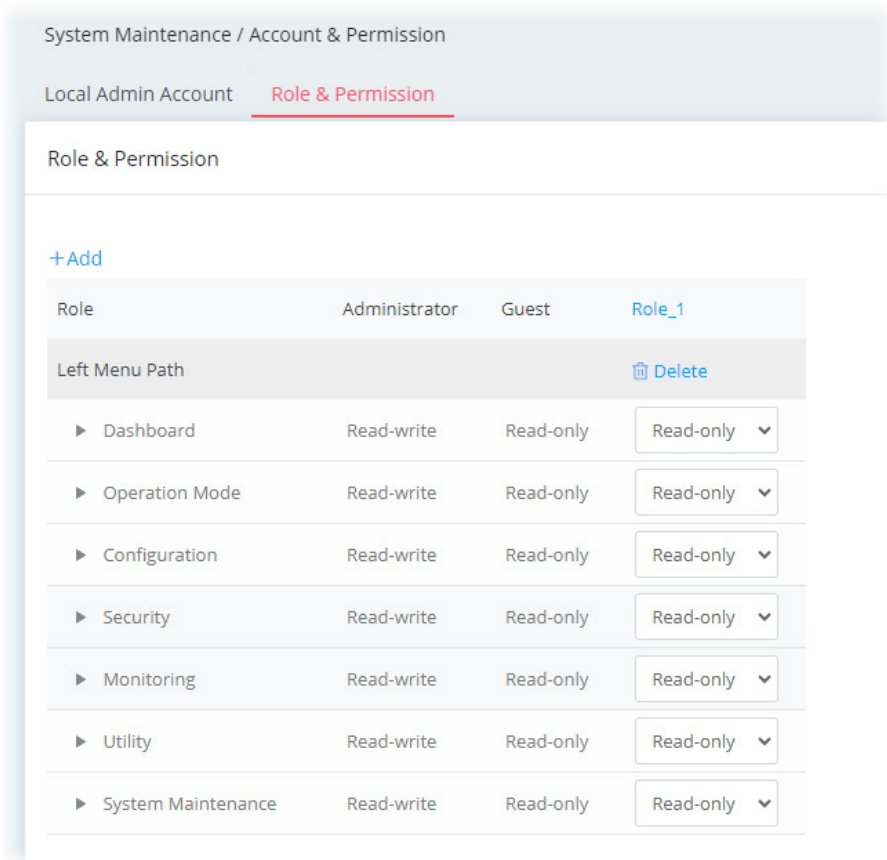 System Maintenance / Account & Permission
Local Admin Account Role & Permission
Role & Permission
+Add
Role Administrator Guest Role_1
Left Menu Path Delete
Dashboard Read-write Read-only Read-only
Operation Mode Read-write Read-only Read-only
Configuration Read-write Read-only Read-only
Security Read-write Read-only Read-only
Monitoring Read-write Read-only Read-only
Utility Read-write Read-only Read-only
System Maintenance Read-write Read-only Read-only